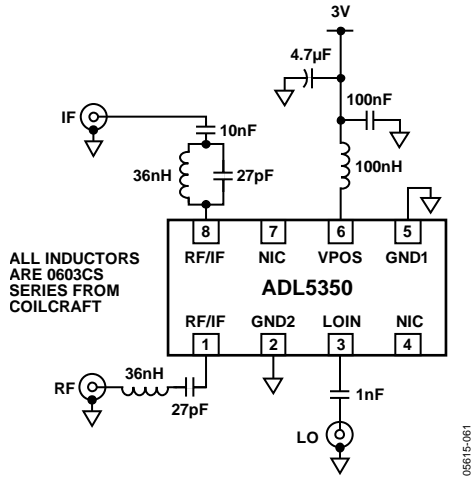 3V
4.7µF
IF
100nF
10nF
36nH
27pF
100nH
8
7
6
5
RF/IF
NIC
VPOS
GND1
ALL INDUCTORS
ARE 0603CS
SERIES FROM
COILCRAFT
ADL5350
RF/IF
GND2
LOIN
NIC
1
2
3
4
36nH
RF
27pF
1nF
LO
05615-061